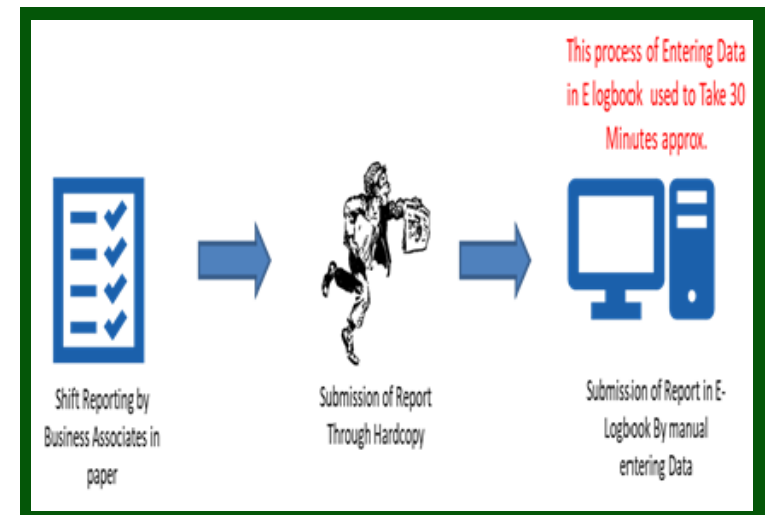 This process of Entering Data
in E logbook used to Take 30
Minutes approx.
Shift Reporting by
Business Associates in
paper
Submission of Report
Through Hardcopy
Submission of Report in E-
Logbook By manual
entering Data